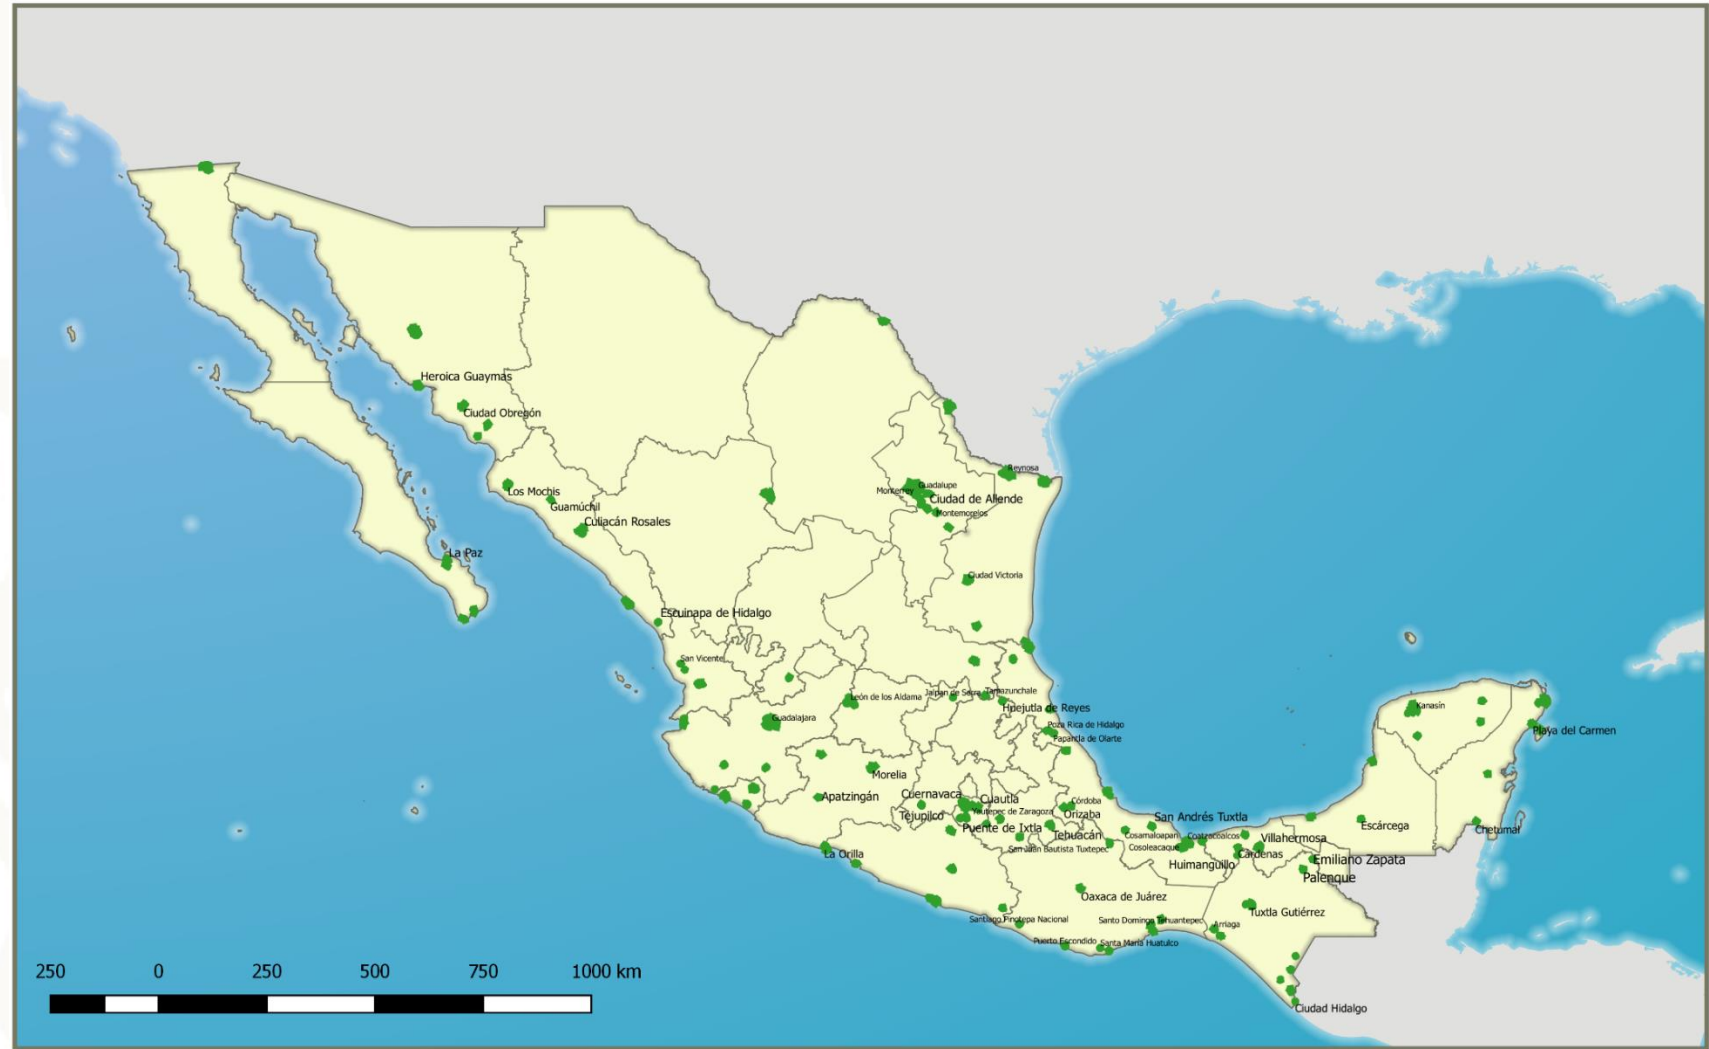 Heroica Guaymas
Ciudad Obregón
Reynosa
Los Mochis
Guadalupe
Monterrey
Ciudad de Allende
Guamúchil
Montemorelos
Culiacán Rosales
La Paz
Ciudad Victoria
Escuinapa de Hidalgo
San Vicente
León de los Aldama
Jalpan de Serra
Tamazunchale
Huejutla de Reyes
Kanasín
Guadalajara
Poza Rica de Hidalgo
Papantla de Olarte
Playa del Carmen
Morelia
Apatzingán
Cuernavaca
Cuautla
Córdoba
Tejupilco
Yautepec de Zaragoza
Orizaba
San Andrés Tuxtla
Puente de Ixtla
Tehuacán
Cosamaloapan
Coatzacoalcos
Villahermosa
Escárcega
Chetumal
San Juan Bautista Tuxtepec
Cosoleacaque
Cárdenas
La Orilla
Huimanguillo
Emiliano Zapata
Palenque
Oaxaca de Juárez
Tuxtla Gutiérrez
Santiago Pinotepa Nacional
Santo Domingo Tehuantepec
Arriaga
Puerto Escondido
Santa María Huatulco
Ciudad Hidalgo
250 0 250 500 750 1000 km